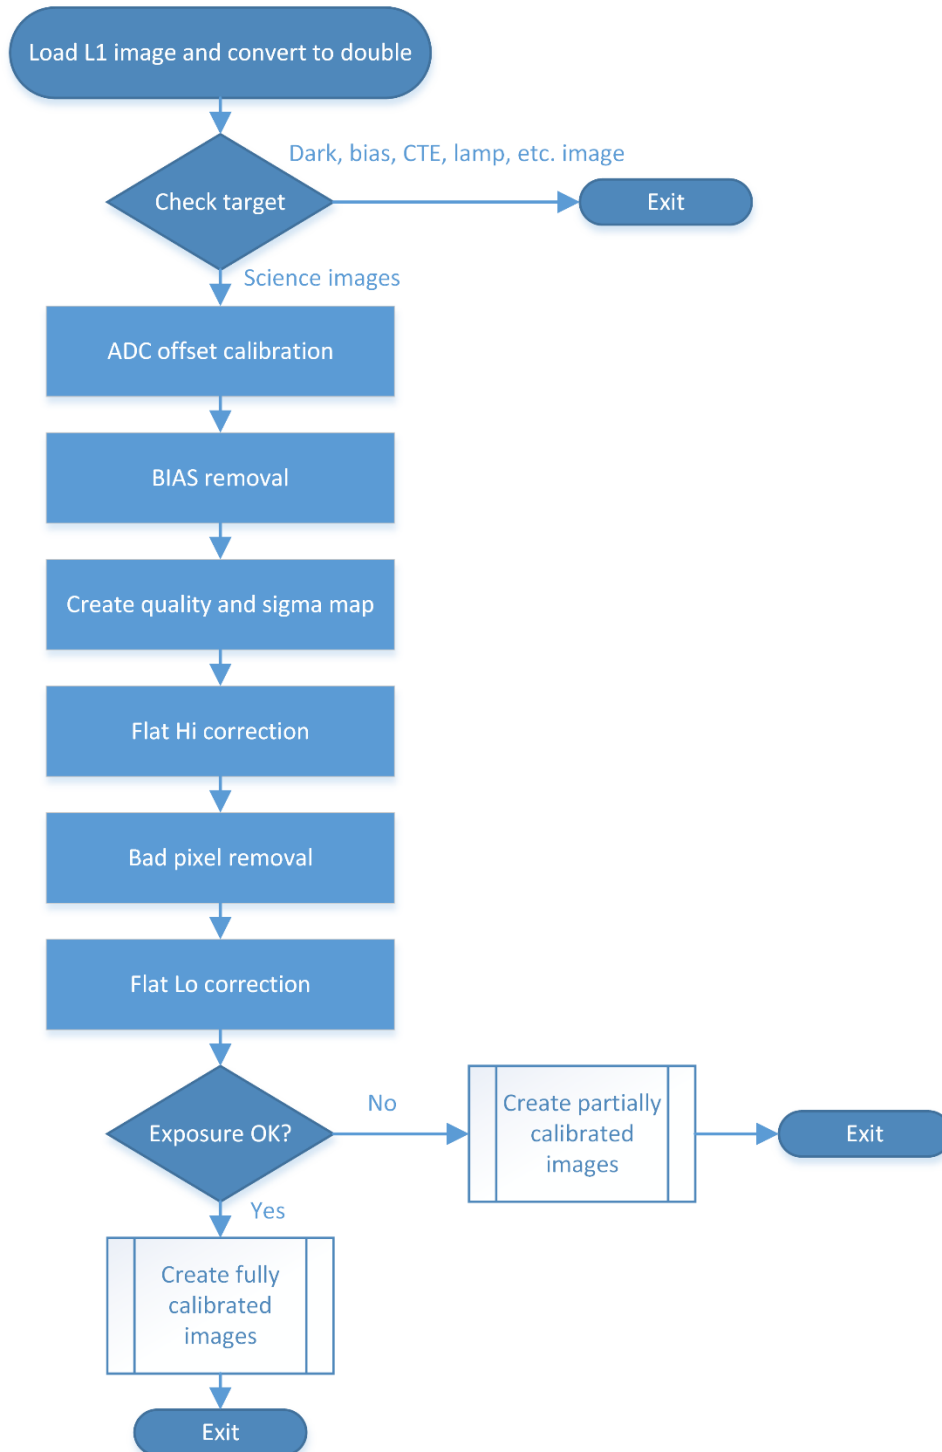 Load L1 image and convert to double
Dark, bias, CTE, lamp, etc. image
Check target
Exit
Science images
ADC offset calibration
BIAS removal
Create quality and sigma map
Flat Hi correction
Bad pixel removal
Flat Lo correction
Exposure OK?
No
Create partially
calibrated
images
Exit
Yes
Create fully
calibrated
images
Exit